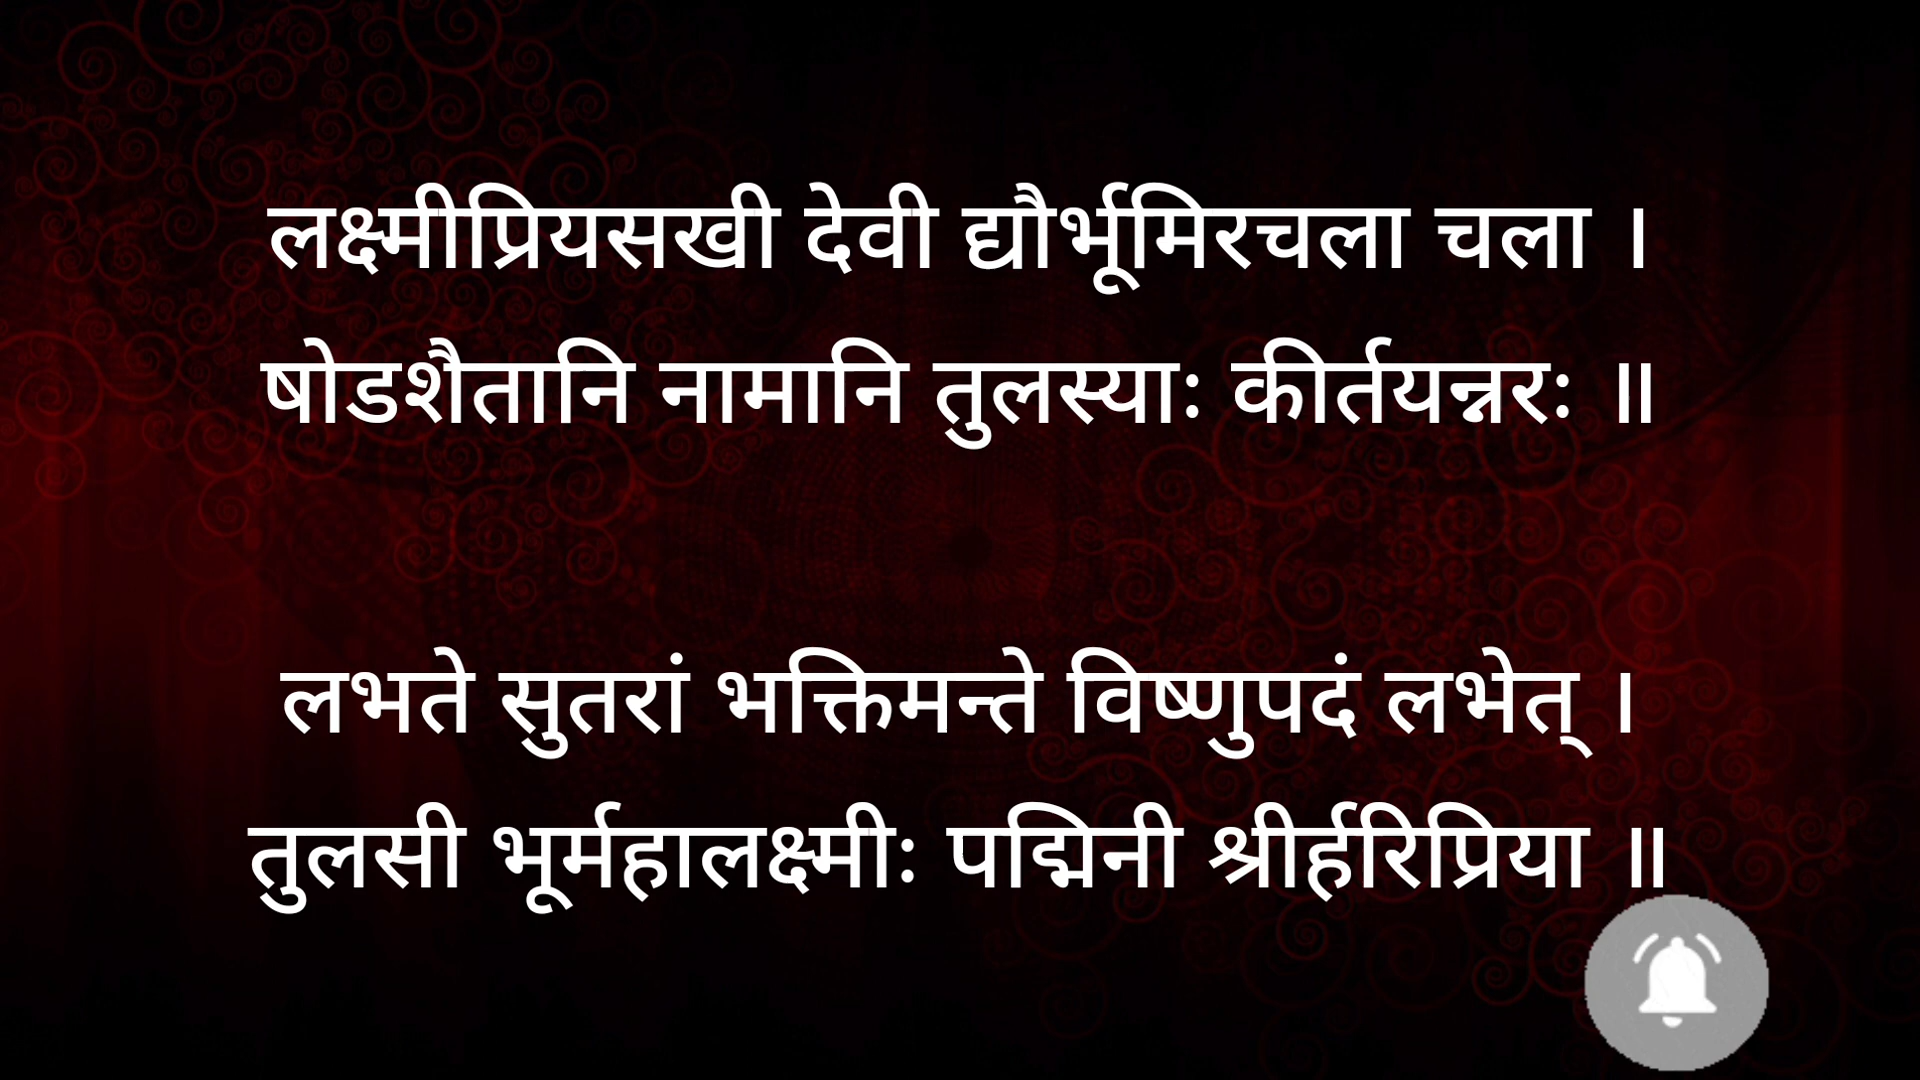 लक्ष्मीप्रियसखी देवी द्यौर्भूमिरचला चला ।
षोडशैतानि नामानि तुलस्याः कीर्तयन्नरः ॥
लभते सुतरां भक्तिमन्ते विष्णुपदं लभेत् ।
तुलसी भूर्महालक्ष्मीः पद्मिनी श्रीर्हरिप्रिया ॥